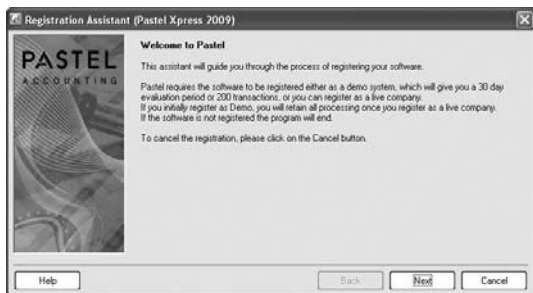 Registration Assistant (Pastel Xpress 2009)
PASTEL
ACCOUNTING
Welcome to Pastel
This assistant will guide you through the process of registering your software.
Pastel requires the software to be registered either as a demo system, which will give you a 30 day
evaluation period or 200 transactions, or you can register as a live company.
If you initially register as Demo, you will retain all processing once you register as a live company.
If the software is not registered the program will end.
To cancel the registration, please click on the Cancel button.
Help
Back
Next
Cancel